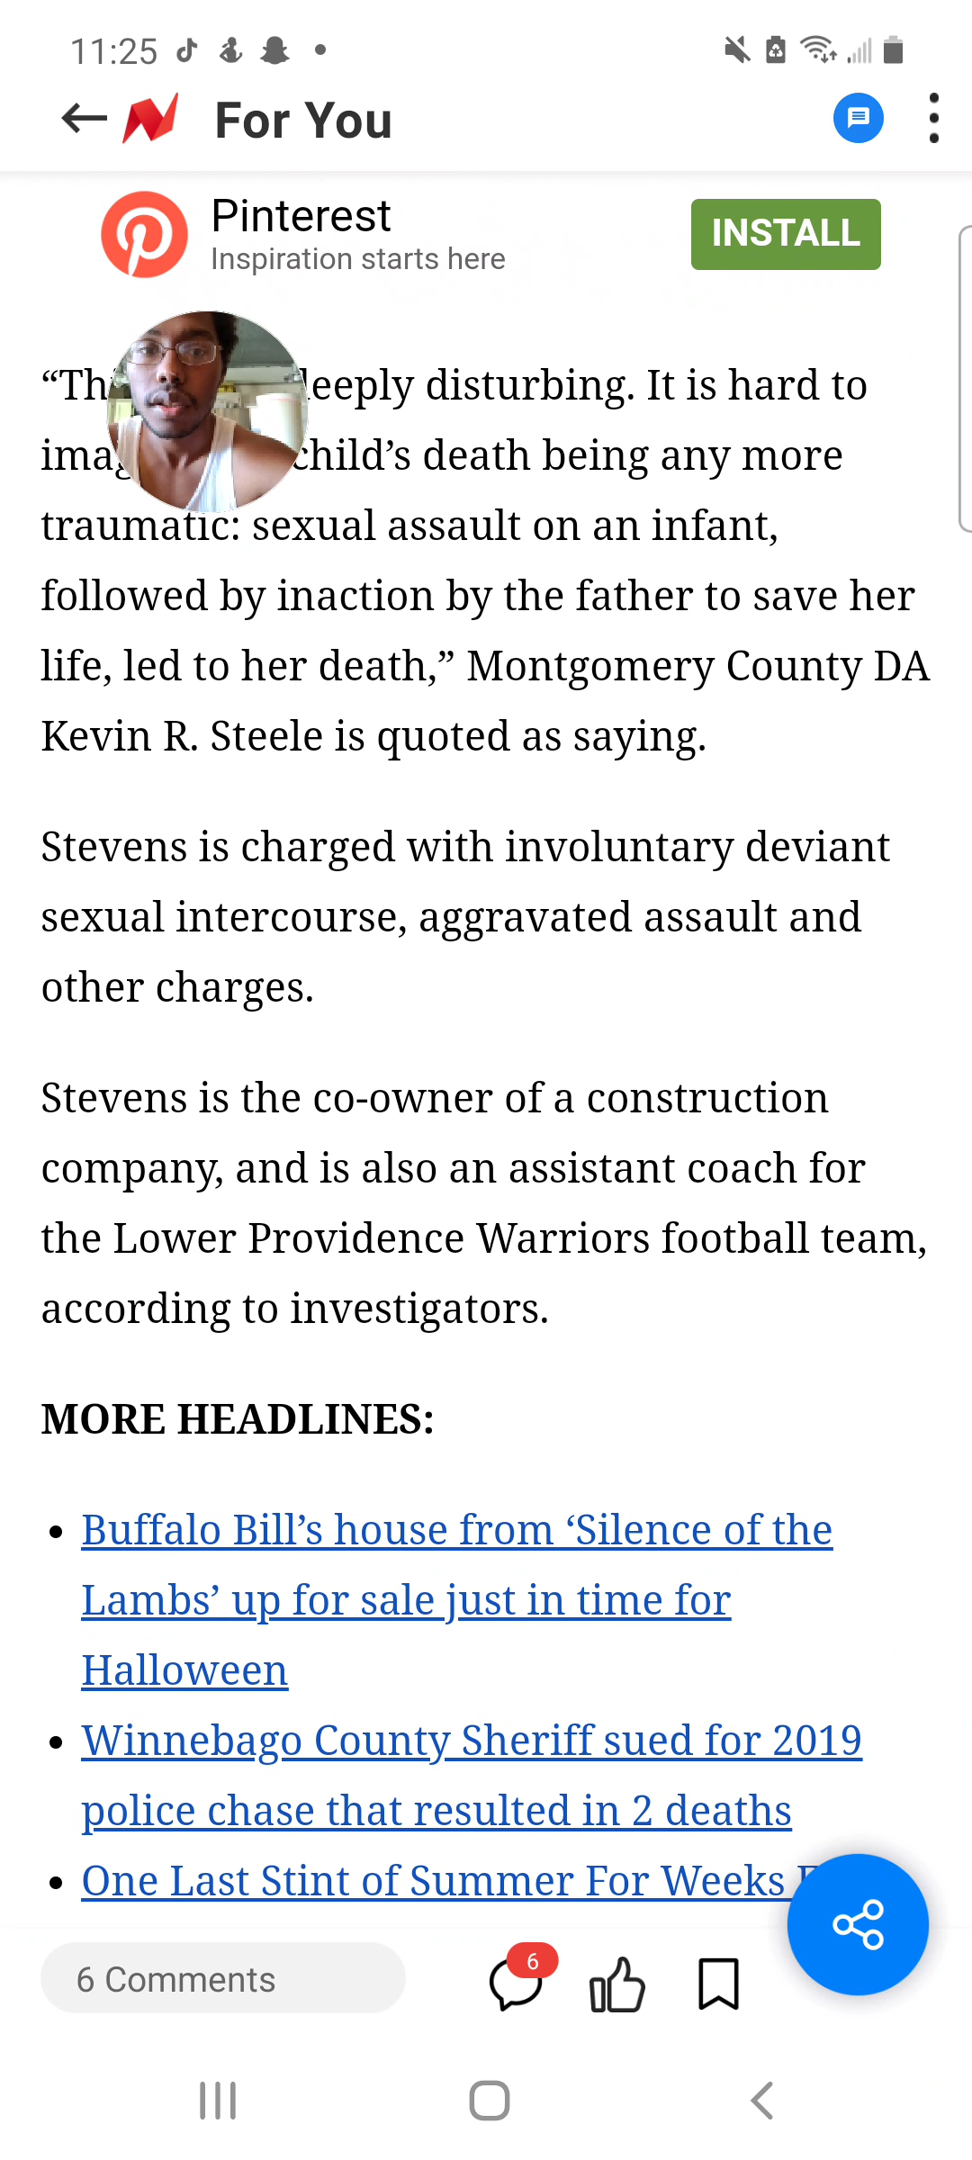 11:25
For You
Pinterest
Inspiration starts here
INSTALL
“Th leeply disturbing. It is hard to
ima child’s death being any more
traumatic: sexual assault on an infant,
followed by inaction by the father to save her
life, led to her death,” Montgomery County DA
Kevin R. Steele is quoted as saying.
Stevens is charged with involuntary deviant
sexual intercourse, aggravated assault and
other charges.
Stevens is the co-owner of a construction
company, and is also an assistant coach for
the Lower Providence Warriors football team,
according to investigators.
MORE HEADLINES:
• Buffalo Bill’s house from ‘Silence of the
Lambs’ up for sale just in time for
Halloween
• Winnebago County Sheriff sued for 2019
police chase that resulted in 2 deaths
• One Last Stint of Summer For Weeks
6 Comments
6